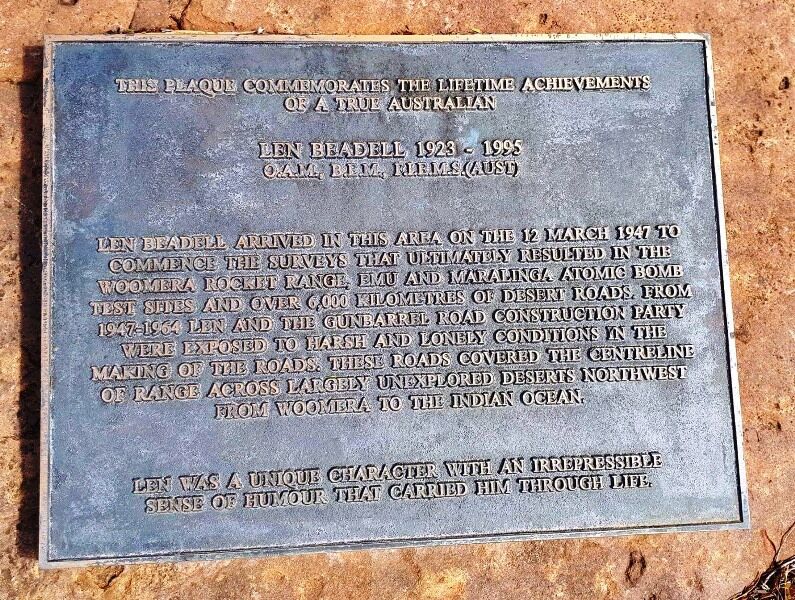 THIS PLAQUE COMMEMORATES THE LIFETIME ACHIEVEMENTS
OF A TRUE AUSTRALIAN
LEN BEADELL 1923 - 1995
O.A.M., B.E.M., F.I.E.M.S.(AUST)
LEN BEADELL ARRIVED IN THIS AREA ON THE 12 MARCH 1947 TO
COMMENCE THE SURVEYS THAT ULTIMATELY RESULTED IN THE
WOOMERA ROCKET RANGE, EMU AND MARALINGA ATOMIC BOMB
TEST SITES AND OVER 6,000 KILOMETRES OF DESERT ROADS. FROM
1947-1964 LEN AND THE GUNBARREL ROAD CONSTRUCTION PARTY
WERE EXPOSED TO HARSH AND LONELY CONDITIONS IN THE
MAKING OF THE ROADS. THESE ROADS COVERED THE CENTRELINE
OF RANGE ACROSS LARGELY UNEXPLORED DESERTS NORTHWEST
FROM WOOMERA TO THE INDIAN OCEAN.
LEN WAS A UNIQUE CHARACTER WITH AN IRREPRESSIBLE
SENSE OF HUMOUR THAT CARRIED HIM THROUGH LIFE.